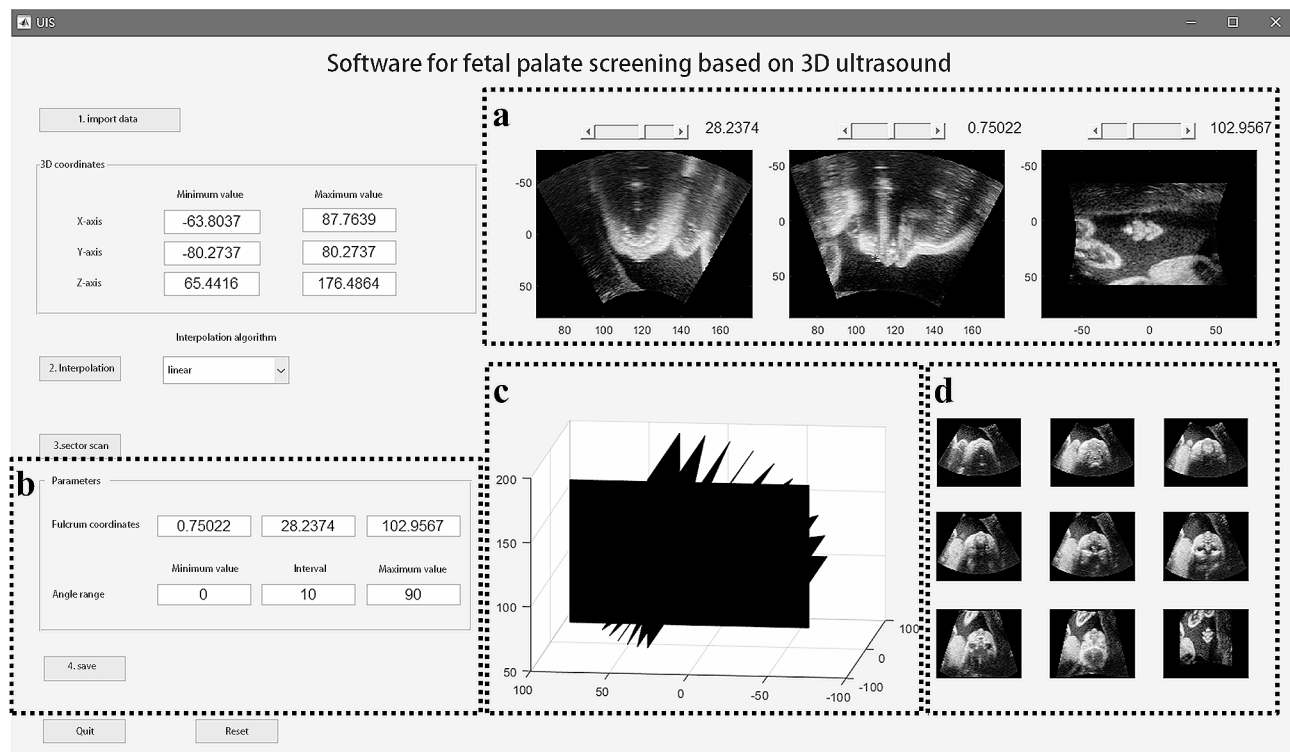 UIS
Software for fetal palate screening based on 3D ultrasound
1. import data
3D coordinates
Minimum value Maximum value
X-axis -63.8037 87.7639
Y-axis -80.2737 80.2737
Z-axis 65.4416 176.4864
Interpolation algorithm
2. Interpolation linear
3.sector scan
b
Parameters
Fulcrum coordinates 0.75022 28.2374 102.9567
Minimum value Interval Maximum value
Angle range 0 10 90
4. save
Quit Reset
a
28.2374 0.75022 102.9567
-50 -50 -50
0 0 0
50 50 50
80 100 120 140 160 80 100 120 140 160 -50 0 50
c
200
150
100
50
100 50 0 -50 -100
100
0
-100
d